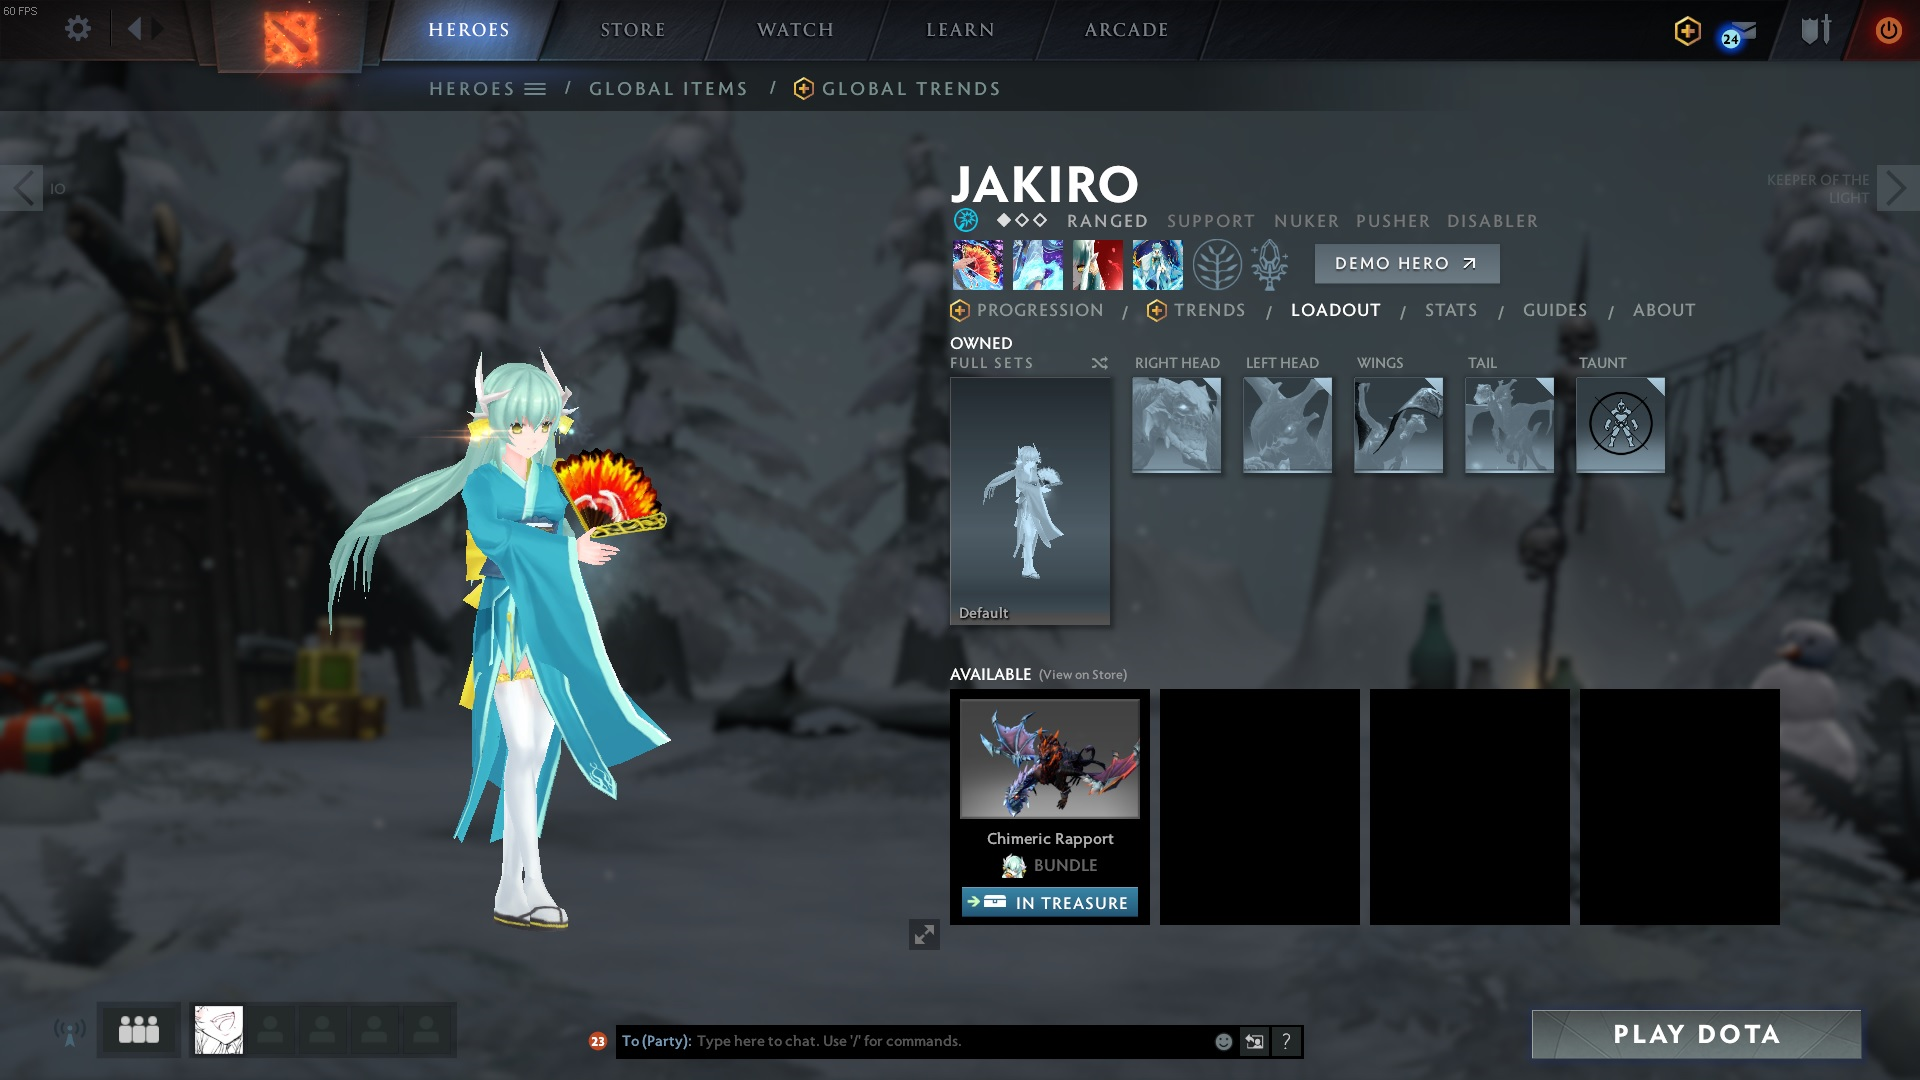 60 FPS
HEROES
STORE
WATCH
LEARN
ARCADE
24
HEROES / GLOBAL ITEMS / GLOBAL TRENDS
IO
JAKIRO
KEEPER OF THE
LIGHT
RANGED SUPPORT NUKER PUSHER DISABLER
DEMO HERO
PROGRESSION / TRENDS / LOADOUT / STATS / GUIDES / ABOUT
OWNED
FULL SETS
RIGHT HEAD
LEFT HEAD
WINGS
TAIL
TAUNT
Default
AVAILABLE (View on Store)
Chimeric Rapport
BUNDLE
IN TREASURE
23
To (Party): Type here to chat. Use '/' for commands.
?
PLAY DOTA